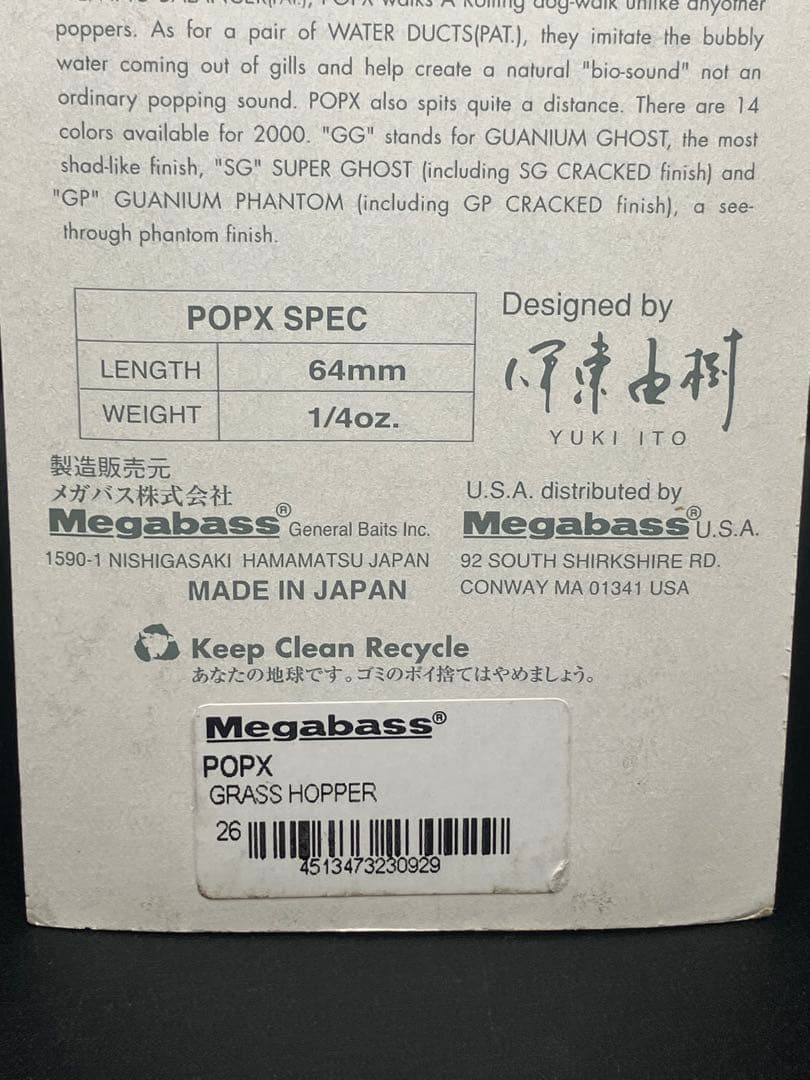 POPX walks A Rolling dog-walk unlike anyother
poppers. As for a pair of WATER DUCTS(PAT.), they imitate the bubbly
water coming out of gills and help create a natural "bio-sound" not an
ordinary popping sound. POPX also spits quite a distance. There are 14
colors available for 2000. "GG" stands for GUANIUM GHOST, the most
shad-like finish, "SG" SUPER GHOST (including SG CRACKED finish) and
"GP" GUANIUM PHANTOM (including GP CRACKED finish), a see-
through phantom finish.
POPX SPEC
LENGTH 64mm
WEIGHT 1/4oz.
Designed by
伊東由樹
YUKI ITO
製造販売元
メガバス株式会社
Megabass® General Baits Inc.
1590-1 NISHIGASAKI HAMAMATSU JAPAN
MADE IN JAPAN
U.S.A. distributed by
Megabass® U.S.A.
92 SOUTH SHIRKSHIRE RD.
CONWAY MA 01341 USA
Keep Clean Recycle
あなたの地球です。ゴミのポイ捨てはやめましょう。
Megabass®
POPX
GRASS HOPPER
26
4513473230929